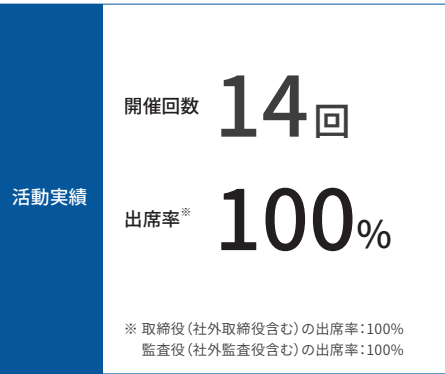 活動実績
開催回数 14回
出席率※ 100%
※ 取締役(社外取締役含む)の出席率:100%
監査役(社外監査役含む)の出席率:100%